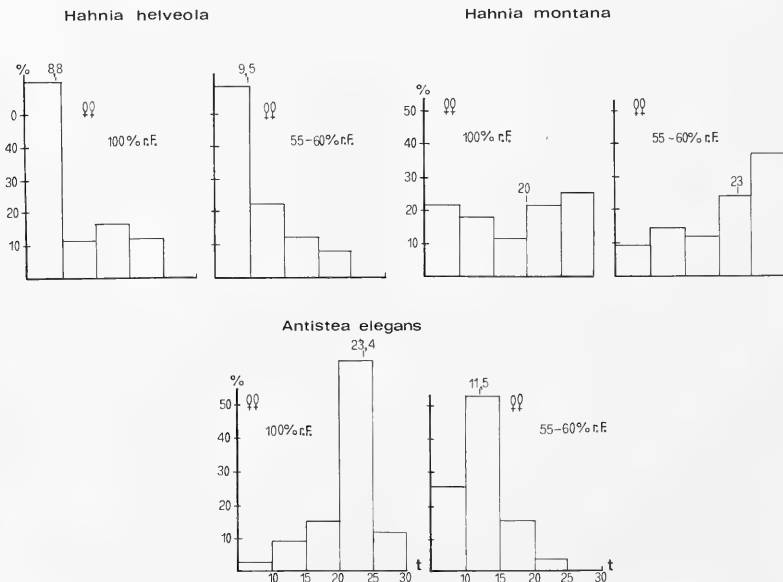 Hahnia helveola
Hahnia montana
%
8,8
♀♀
100% r.F.
0
40
30
20
10
9,5
♀♀
55-60% r.F.
%
50
40
30
20
10
♀♀
100% r.F.
20
♀♀
55-60% r.F.
23
Antistea elegans
%
50
40
30
20
10
♀♀
100% r.F.
23,4
10 15 20 25 30 t
11,5
♀♀
55-60% r.F.
10 15 20 25 30 t